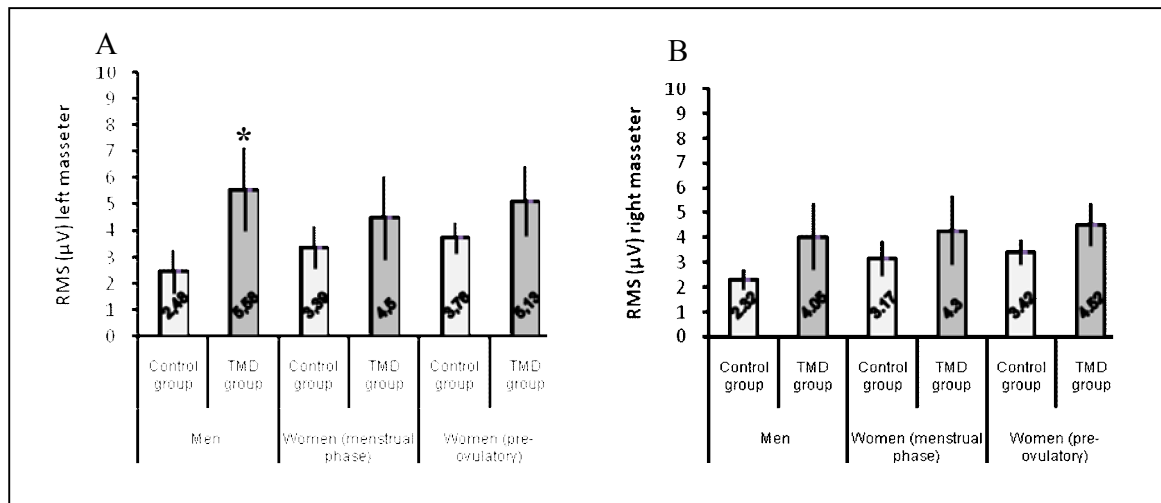 A
RMS (µV) left masseter
10
9
8
7
6
5
4
3
2
1
0
*
2,48
5,58
3,39
4,5
3,76
5,13
Control group
TMD group
Control group
TMD group
Control group
TMD group
Men
Women (menstrual phase)
Women (pre-ovulatory)
B
RMS (µV) right masseter
10
9
8
7
6
5
4
3
2
1
0
2.32
4.05
3.17
4.3
3.42
4.52
Control group
TMD group
Control group
TMD group
Control group
TMD group
Men
Women (menstrual phase)
Women (pre-ovulatory)